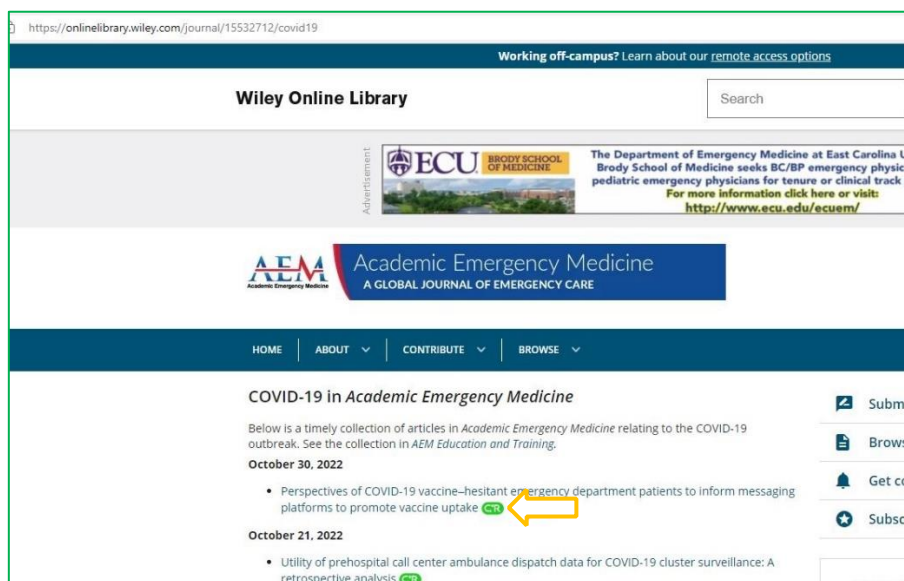 https://onlinelibrary.wiley.com/journal/15532712/covid19
Working off-campus? Learn about our remote access options
Wiley Online Library
Search
Advertisement
ECU BRODY SCHOOL OF MEDICINE
The Department of Emergency Medicine at East Carolina U
Brody School of Medicine seeks BC/BP emergency physic
pediatric emergency physicians for tenure or clinical track
For more information click here or visit:
http://www.ecu.edu/ecuem/
AEM
Academic Emergency Medicine
Academic Emergency Medicine
A GLOBAL JOURNAL OF EMERGENCY CARE
HOME ABOUT CONTRIBUTE BROWSE
COVID-19 in Academic Emergency Medicine
Below is a timely collection of articles in Academic Emergency Medicine relating to the COVID-19
outbreak. See the collection in AEM Education and Training.
October 30, 2022
• Perspectives of COVID-19 vaccine–hesitant emergency department patients to inform messaging
platforms to promote vaccine uptake
October 21, 2022
• Utility of prehospital call center ambulance dispatch data for COVID-19 cluster surveillance: A
retrospective analysis
Subm
Brows
Get co
Subsc